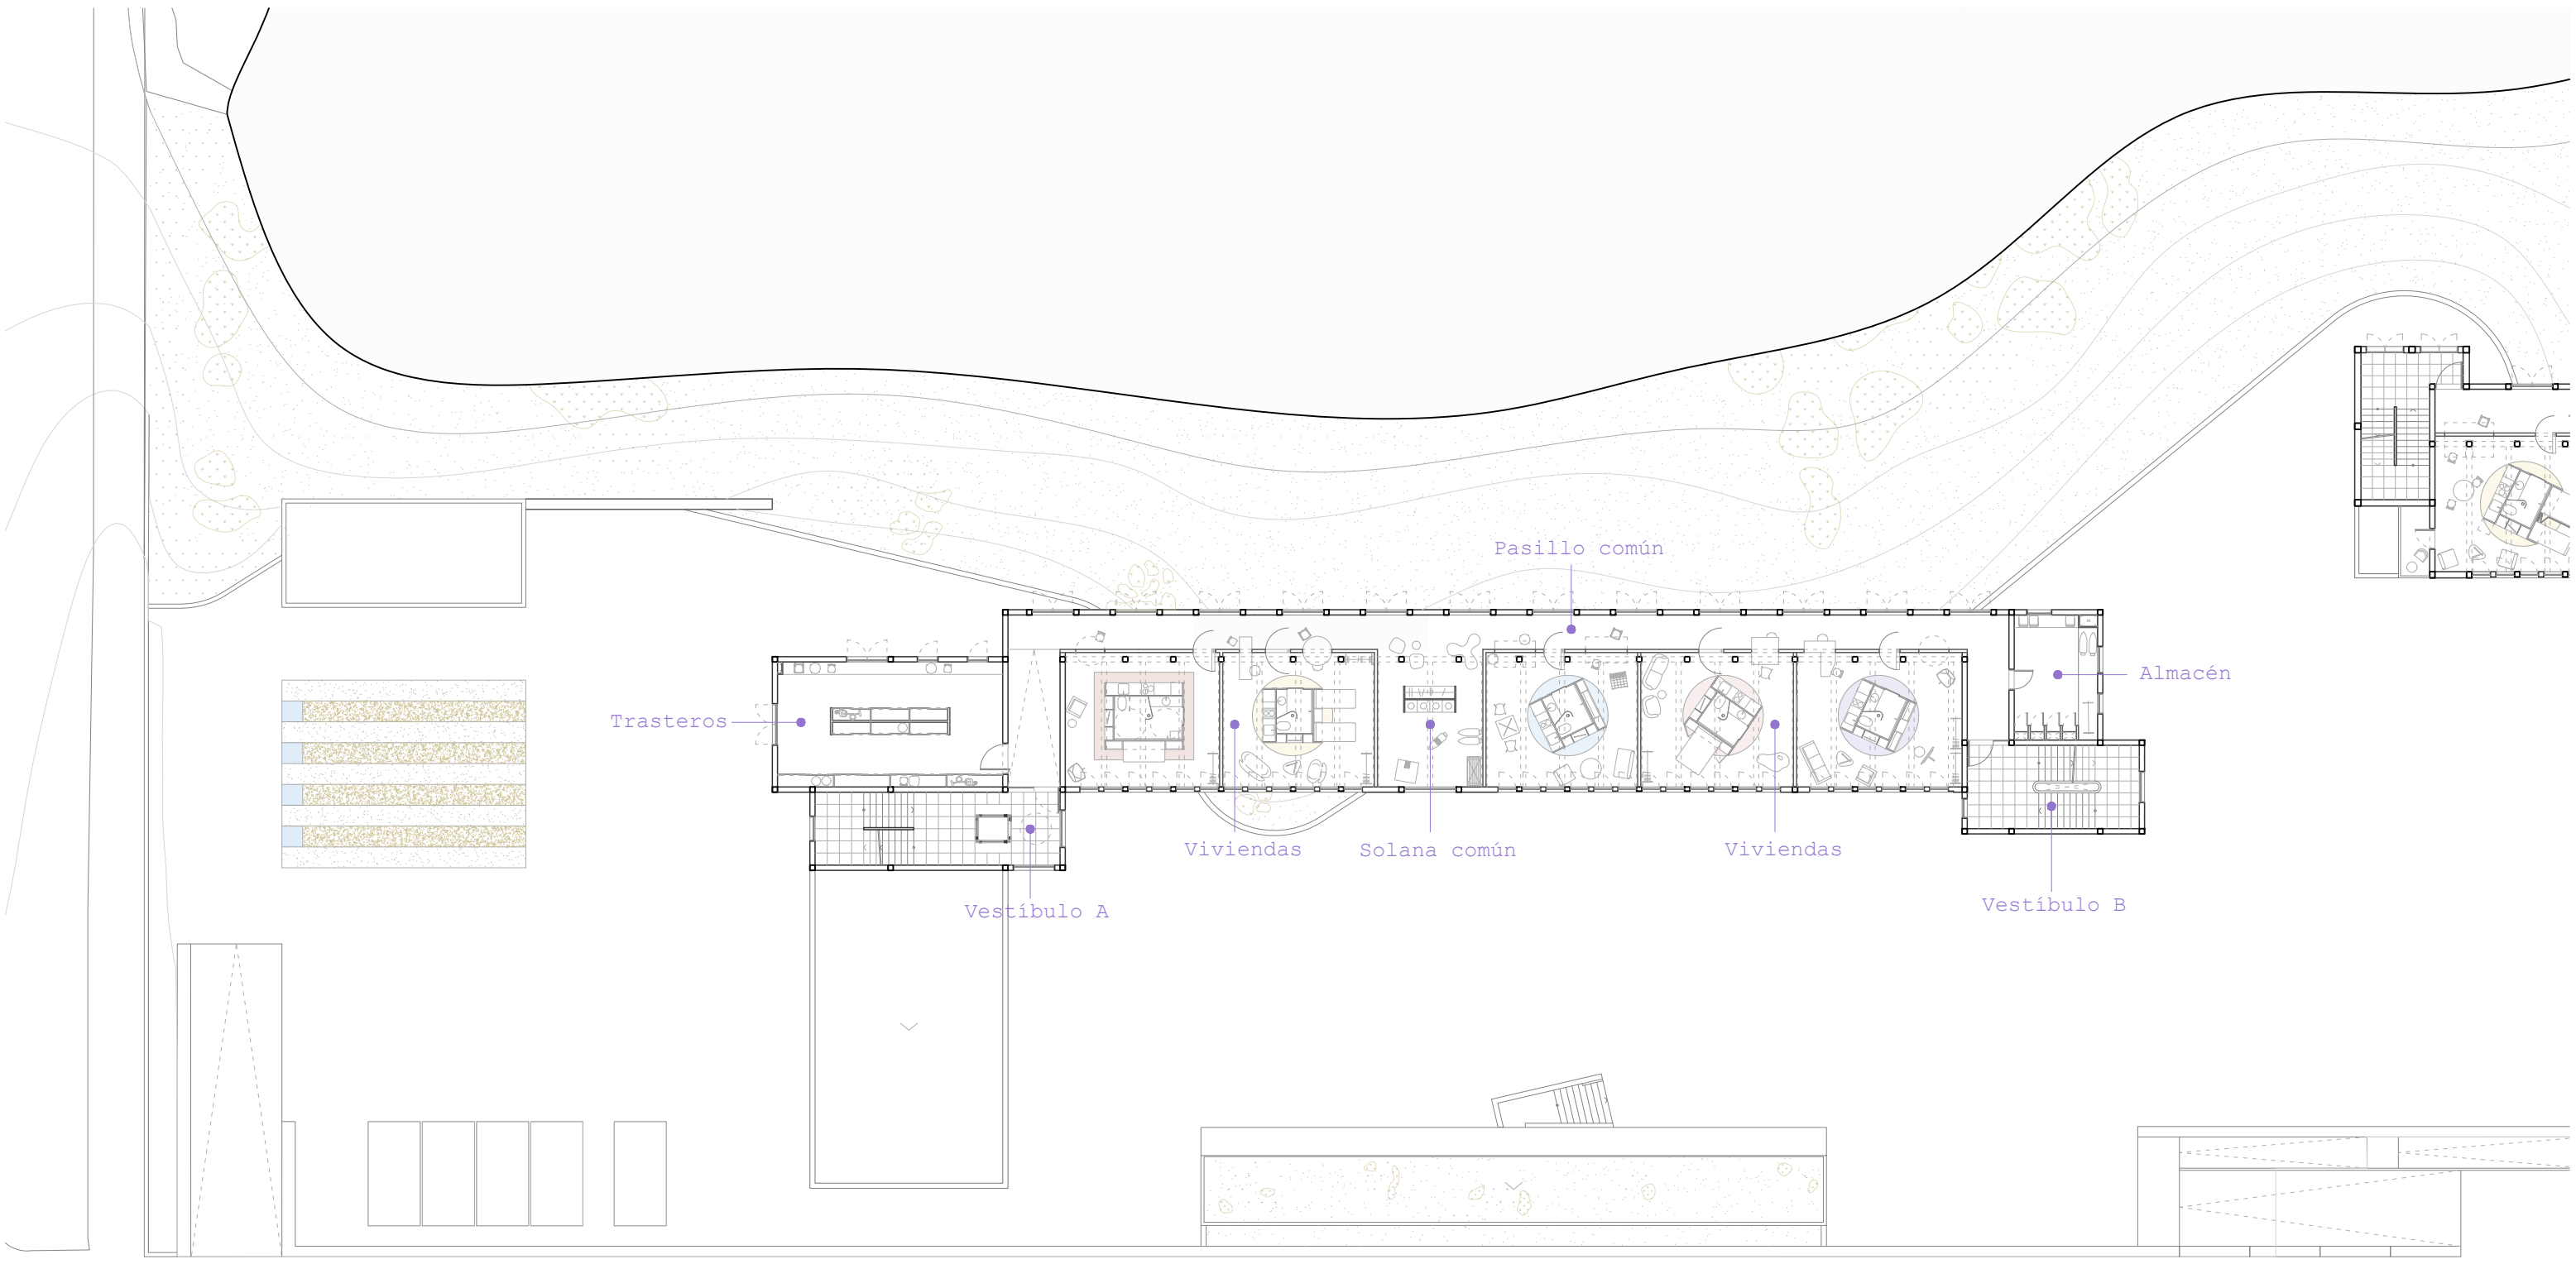 Pasillo común
Almacén
Trasteros
Viviendas
Solana común
Viviendas
Vestíbulo A
Vestíbulo B